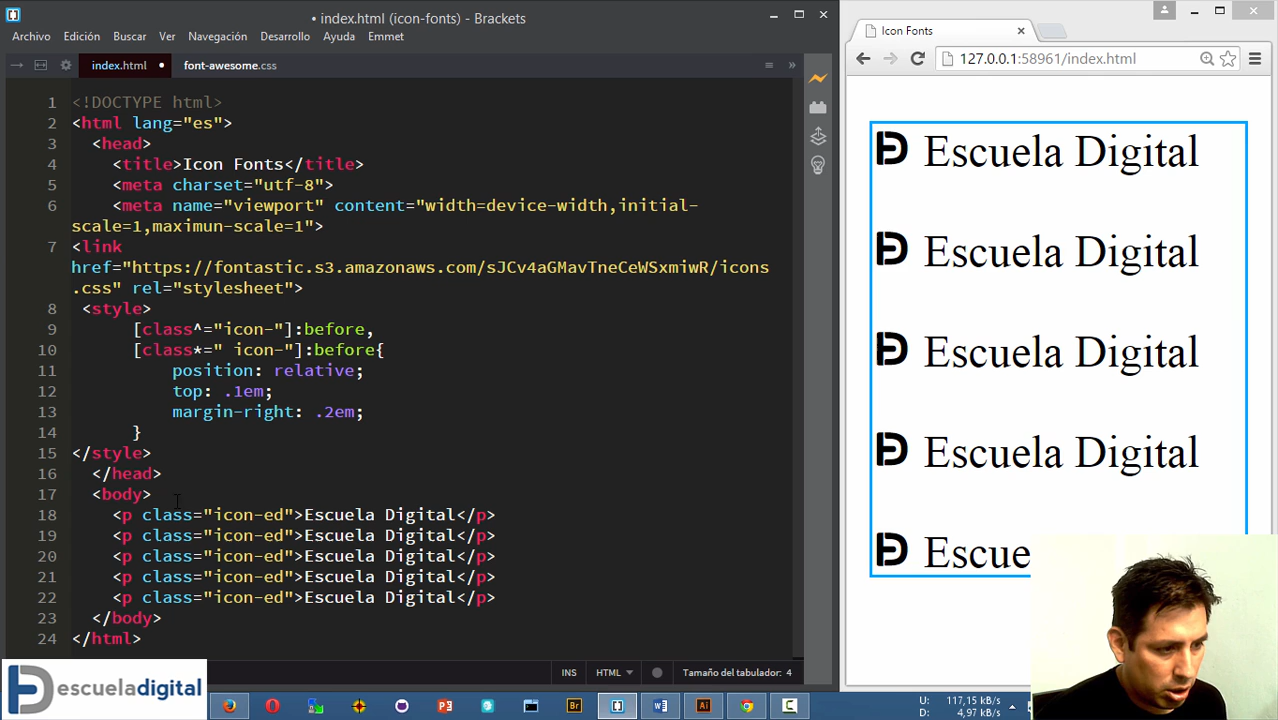 • index.html (icon-fonts) - Brackets
Archivo Edición Buscar Ver Navegación Desarrollo Ayuda Emmet
index.html • font-awesome.css
1 <!DOCTYPE html>
2 <html lang="es">
3 <head>
4 <title>Icon Fonts</title>
5 <meta charset="utf-8">
6 <meta name="viewport" content="width=device-width,initial-
scale=1,maximun-scale=1">
7 <link
href="https://fontastic.s3.amazonaws.com/sJCv4aGMavTneCeWSxmiwR/icons
.css" rel="stylesheet">
8 <style>
9 [class^="icon-"]:before,
10 [class*=" icon-"]:before{
11 position: relative;
12 top: .1em;
13 margin-right: .2em;
14 }
15 </style>
16 </head>
17 <body>
18 <p class="icon-ed">Escuela Digital</p>
19 <p class="icon-ed">Escuela Digital</p>
20 <p class="icon-ed">Escuela Digital</p>
21 <p class="icon-ed">Escuela Digital</p>
22 <p class="icon-ed">Escuela Digital</p>
23 </body>
24 </html>
INS HTML Tamaño del tabulador: 4
escueladigital
Icon Fonts
127.0.0.1:58961/index.html
Escuela Digital
Escuela Digital
Escuela Digital
Escuela Digital
Escue
U: 117,15 kB/s
D: 4,97 kB/s